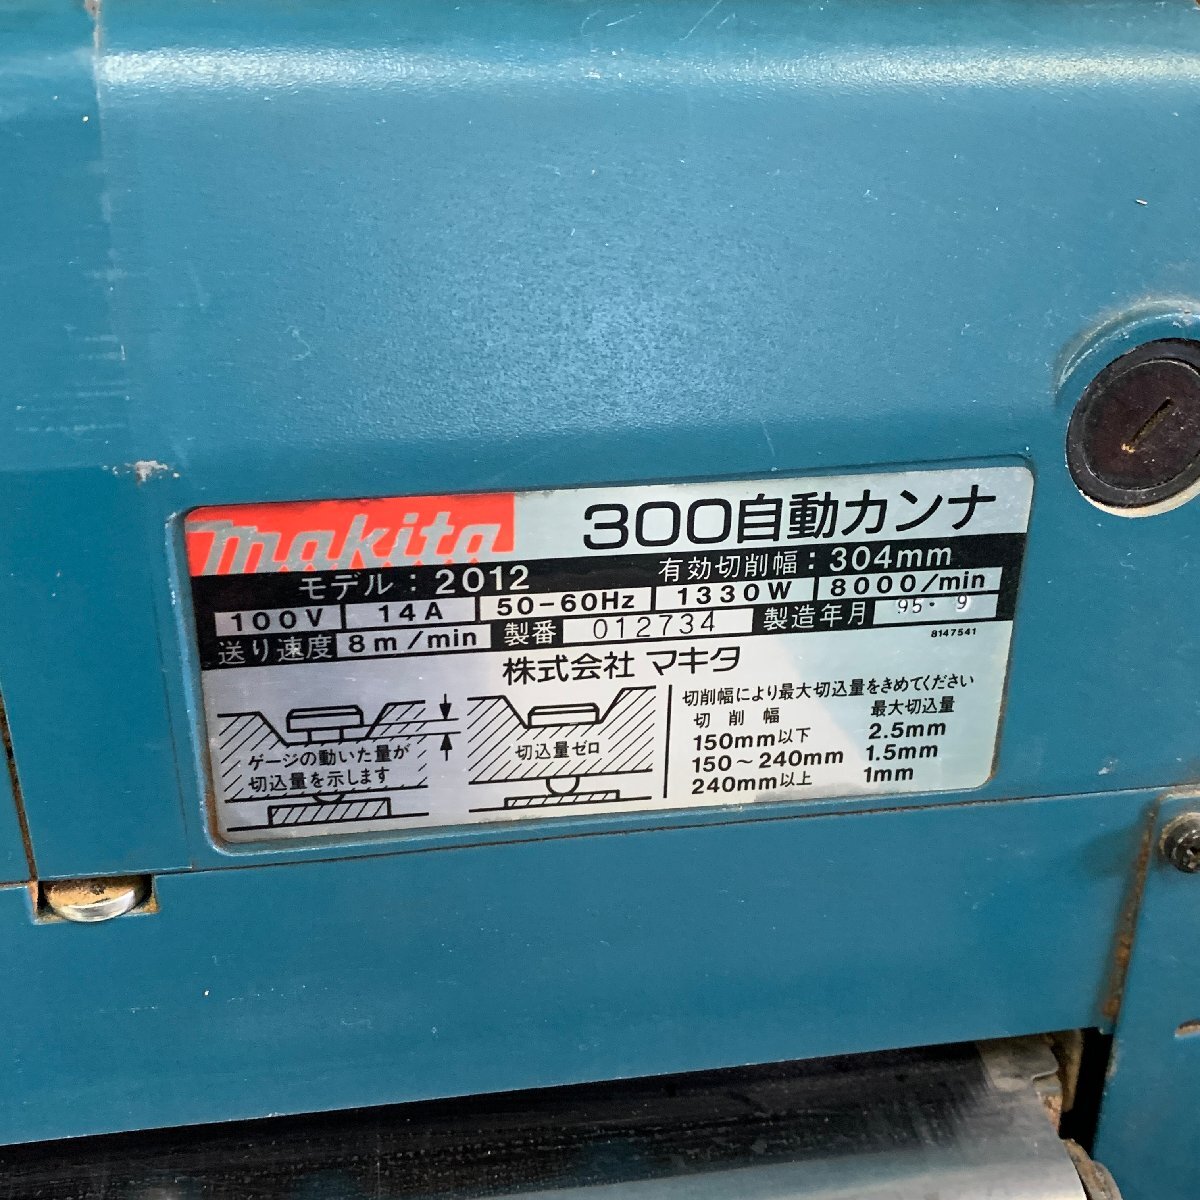 makita 300自動カンナ
モデル：2012 有効切削幅：304mm
100V 14A 50-60Hz 1330W 8000/min
送り速度 8m/min 製番 012734 製造年月 95・9
8147541
株式会社 マキタ
ゲージの動いた量が
切込量を示します
切込量ゼロ
切削幅により最大切込量をきめてください
切削幅 最大切込量
150mm以下 2.5mm
150～240mm 1.5mm
240mm以上 1mm